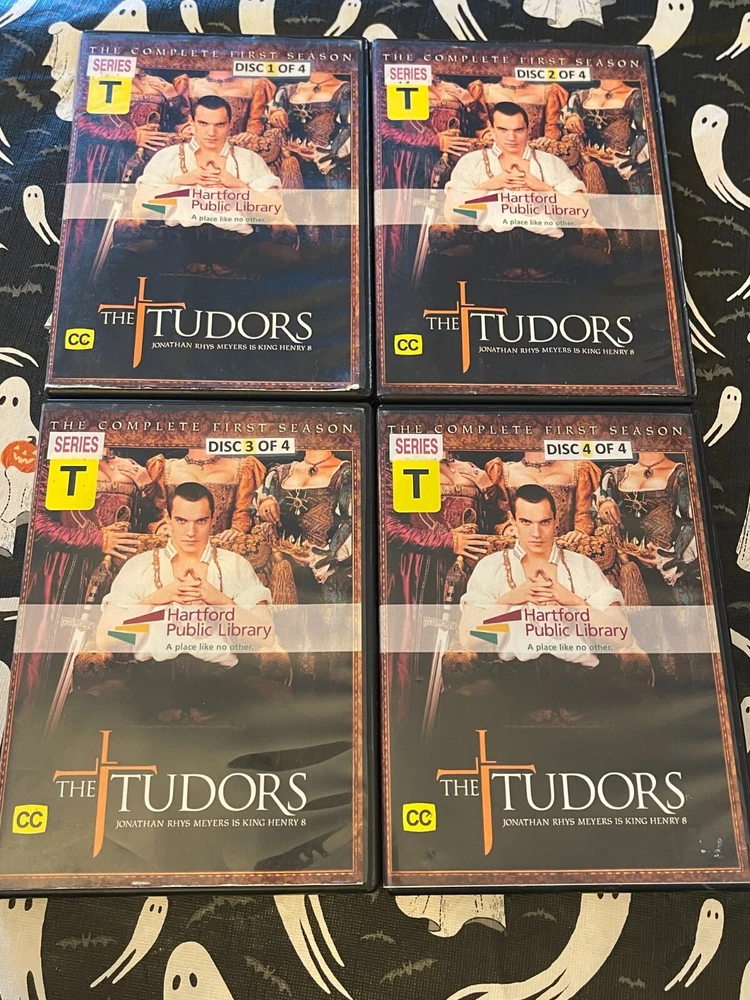 THE COMPLETE FIRST SEASON
SERIES
DISC 1 OF 4
T
Hartford
Public Library
A place like no other.
THE TUDORS
CC
JONATHAN RHYS MEYERS IS KING HENRY 8
THE COMPLETE FIRST SEASON
SERIES
DISC 2 OF 4
T
Hartford
Public Library
A place like no other.
THE TUDORS
CC
JONATHAN RHYS MEYERS IS KING HENRY 8
THE COMPLETE FIRST SEASON
SERIES
DISC 3 OF 4
T
Hartford
Public Library
A place like no other.
THE TUDORS
CC
JONATHAN RHYS MEYERS IS KING HENRY 8
THE COMPLETE FIRST SEASON
SERIES
DISC 4 OF 4
T
Hartford
Public Library
A place like no other.
THE TUDORS
CC
JONATHAN RHYS MEYERS IS KING HENRY 8